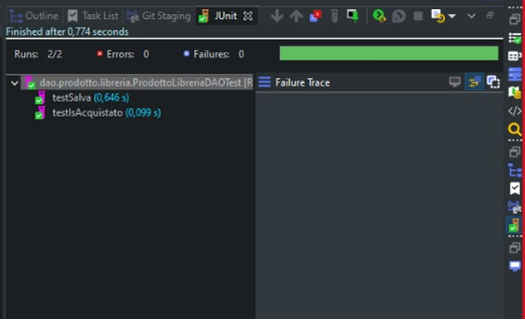 Outline Task List Git Staging JUnit
Finished after 0,774 seconds
Runs: 2/2 Errors: 0 Failures: 0
dao.prodotto.libreria.ProdottoLibreriaDAOTest [R
Failure Trace
testSalva (0,646 s)
testIsAcquistato (0,099 s)
git